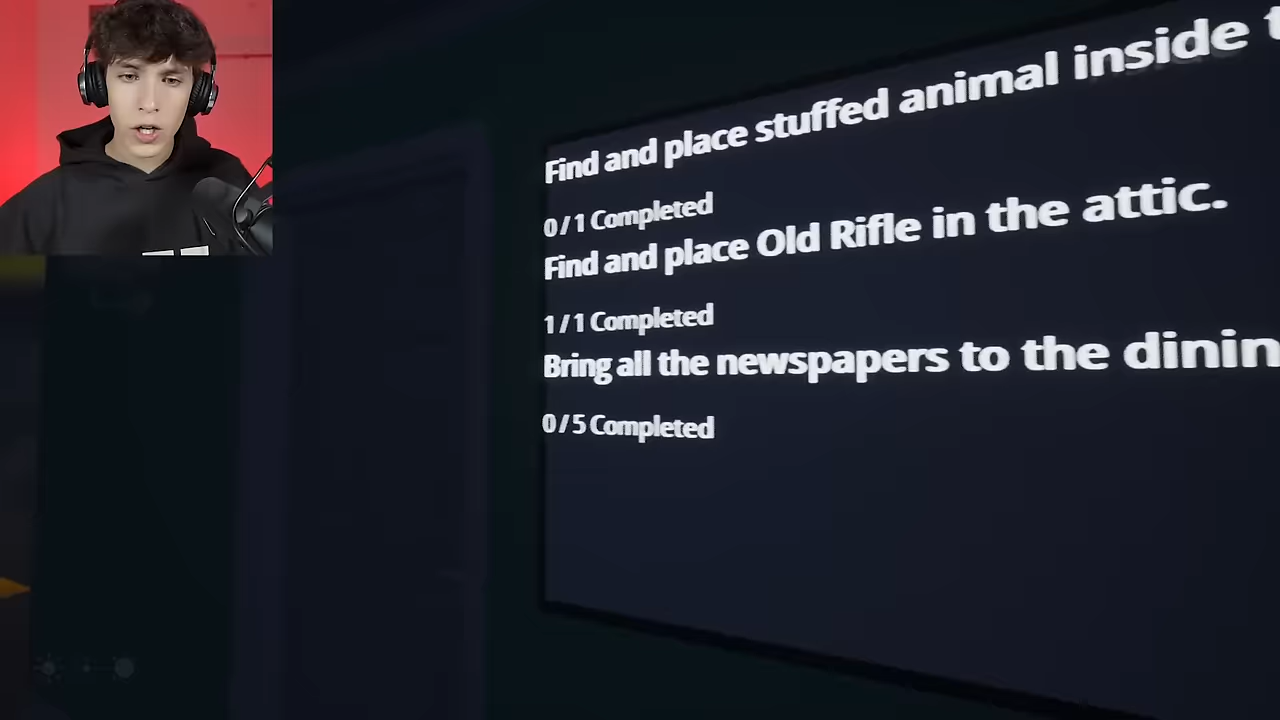 Find and place stuffed animal inside
0/1 Completed
Find and place Old Rifle in the attic.
1/1 Completed
Bring all the newspapers to the
0/5 Completed